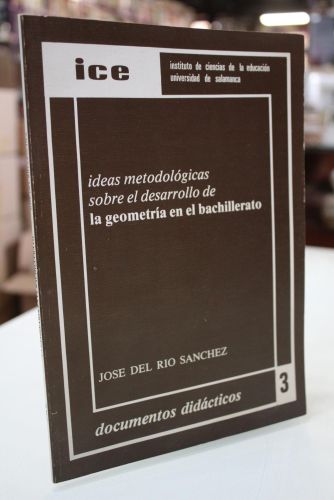 ice
instituto de ciencias de la educación
universidad de salamanca
ideas metodológicas
sobre el desarrollo de
la geometría en el bachillerato
JOSE DEL RIO SANCHEZ
3
documentos didácticos